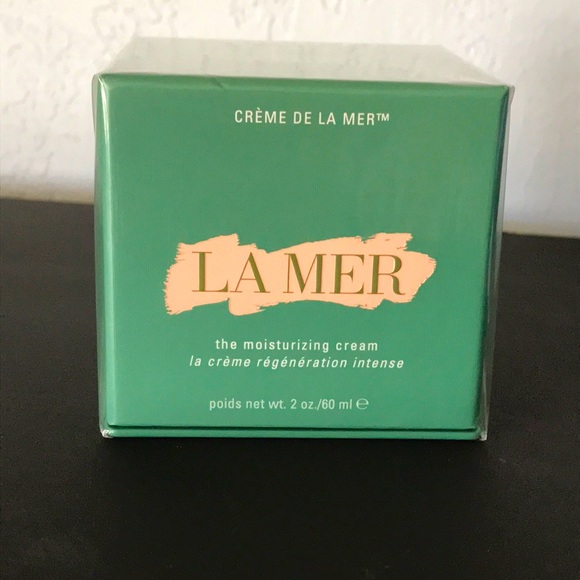 CRÈME DE LA MER™
LA MER
the moisturizing cream
la crème régénération intense
poids net wt. 2 oz./60 ml ℮